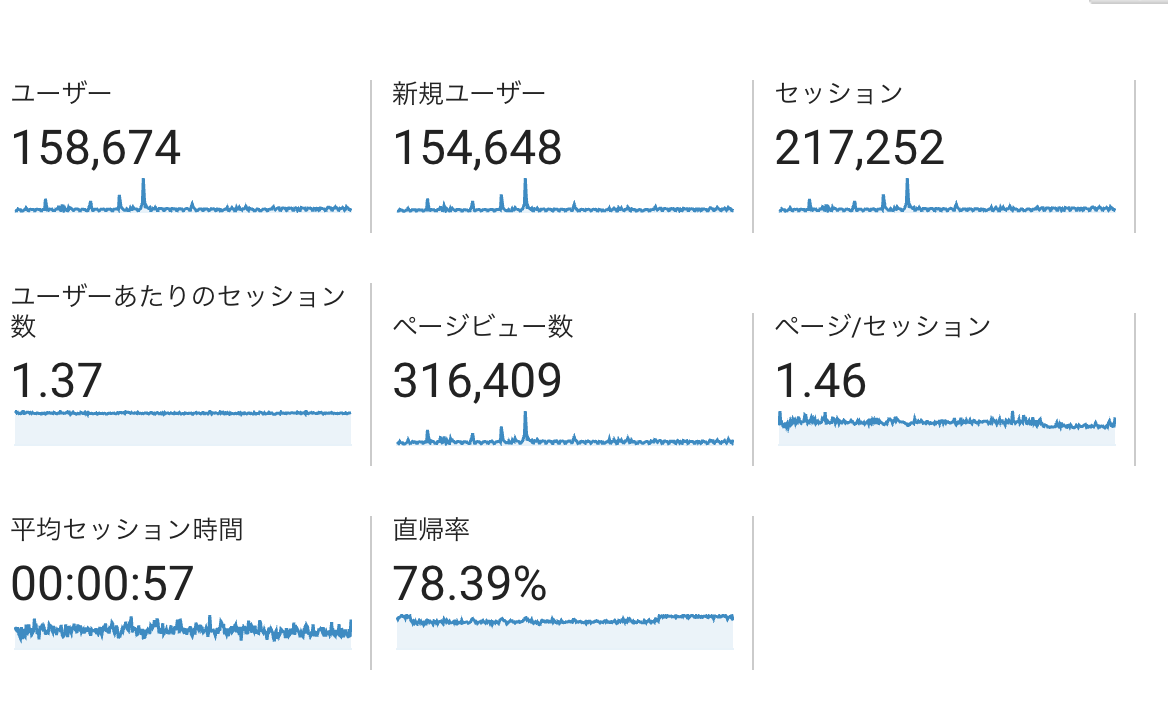 ユーザー
158,674
新規ユーザー
154,648
セッション
217,252
ユーザーあたりのセッション
数
1.37
ページビュー数
316,409
ページ/セッション
1.46
平均セッション時間
00:00:57
直帰率
78.39%